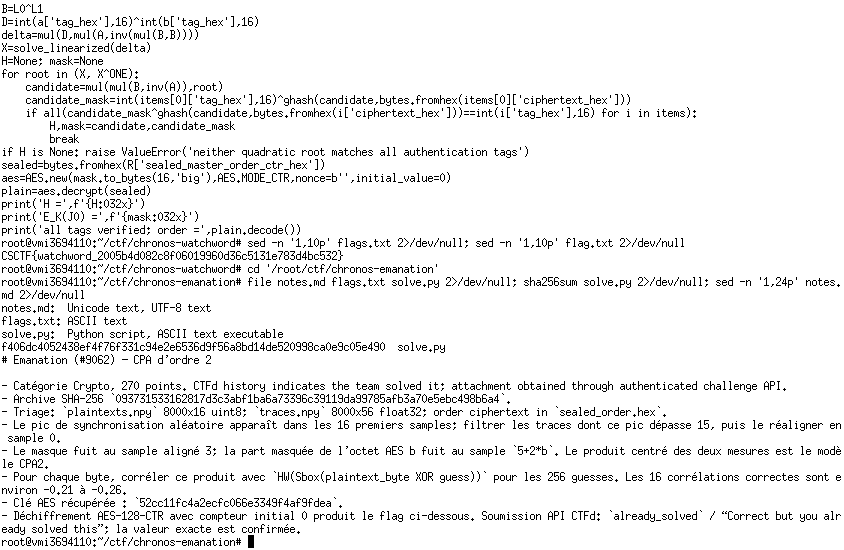 B=L0^L1
D=int(a['tag_hex'],16)^int(b['tag_hex'],16)
delta=mul(D,mul(A,inv(mul(B,B))))
X=solve_linearized(delta)
H=None; mask=None
for root in (X, X^ONE):
    candidate=mul(mul(B,inv(A)),root)
    candidate_mask=int(items[0]['tag_hex'],16)^ghash(candidate,bytes.fromhex(items[0]['ciphertext_hex']))
    if all(candidate_mask^ghash(candidate,bytes.fromhex(i['ciphertext_hex']))==int(i['tag_hex'],16) for i in items):
        H,mask=candidate,candidate_mask
        break
if H is None: raise ValueError('neither quadratic root matches all authentication tags')
sealed=bytes.fromhex(R['sealed_master_order_ctr_hex'])
aes=AES.new(mask.to_bytes(16,'big'),AES.MODE_CTR,nonce=b'',initial_value=0)
plain=aes.decrypt(sealed)
print('H =',f'{H:032x}')
print('E_K(J0) =',f'{mask:032x}')
print('all tags verified; order =',plain.decode())
root@vmi3694110:~/ctf/chronos-watchword# sed -n '1,10p' flags.txt 2>/dev/null; sed -n '1,10p' flag.txt 2>/dev/null
CSCTF{watchword_2005b4d082c8f06019960d36c5131e783d4bc532}
root@vmi3694110:~/ctf/chronos-watchword# cd '/root/ctf/chronos-emanation'
root@vmi3694110:~/ctf/chronos-emanation# file notes.md flags.txt solve.py 2>/dev/null; sha256sum solve.py 2>/dev/null; sed -n '1,24p' notes.
md 2>/dev/null
notes.md:  Unicode text, UTF-8 text
flags.txt: ASCII text
solve.py:  Python script, ASCII text executable
f406dc4052438ef4f76f331c94e2e6536d9f56a8bd14de520998ca0e9c05e490  solve.py
# Emanation (#9062) — CPA d’ordre 2

- Catégorie Crypto, 270 points. CTFd history indicates the team solved it; attachment obtained through authenticated challenge API.
- Archive SHA-256 `093731533162817d3c3abf1ba6a73396c39119da99785afb3a70e5ebc498b6a4`.
- Triage: `plaintexts.npy` 8000x16 uint8; `traces.npy` 8000x56 float32; order ciphertext in `sealed_order.hex`.
- Le pic de synchronisation aléatoire apparaît dans les 16 premiers samples; filtrer les traces dont ce pic dépasse 15, puis le réaligner en
 sample 0.
- Le masque fuit au sample aligné 3; la part masquée de l’octet AES b fuit au sample `5+2*b`. Le produit centré des deux mesures est le modè
le CPA2.
- Pour chaque byte, corréler ce produit avec `HW(Sbox(plaintext_byte XOR guess))` pour les 256 guesses. Les 16 corrélations correctes sont e
nviron -0.21 à -0.26.
- Clé AES récupérée : `52cc11fc4a2ecfc066e3349f4af9fdea`.
- Déchiffrement AES-128-CTR avec compteur initial 0 produit le flag ci-dessous. Soumission API CTFd: `already_solved` / “Correct but you alr
eady solved this”; la valeur exacte est confirmée.
root@vmi3694110:~/ctf/chronos-emanation#